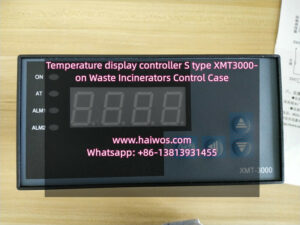 Temperature display controller S type XMT3000-
on Waste Incinerators Control Case
ON
AT
ALM1
ALM2
www.haiwos.com
Whatsapp: +86-13813931455
XMT-3000